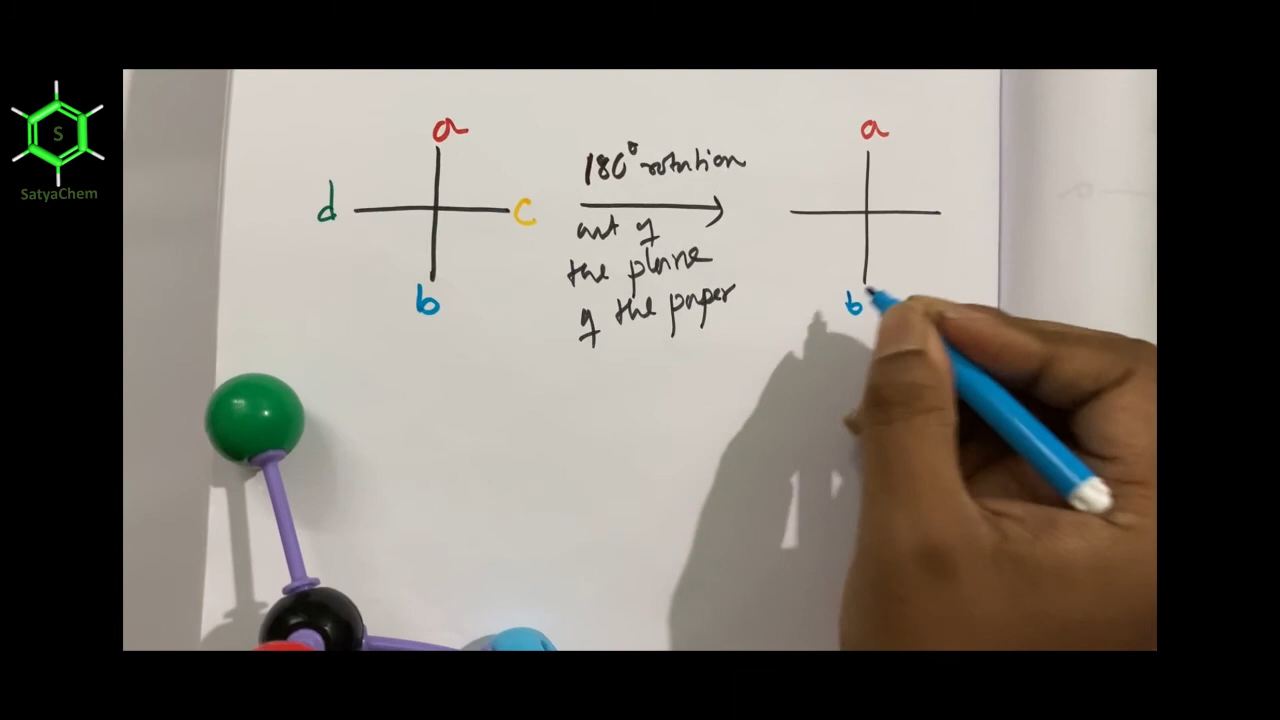 S
SatyaChem
a
d
c
b
180° rotation
out of
the plane
of the paper
a
b